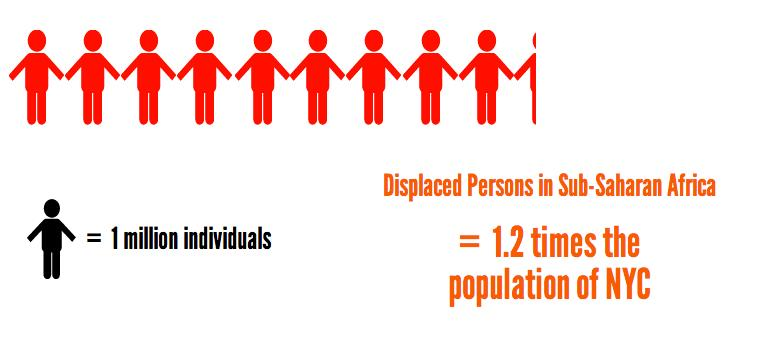 Displaced Persons in Sub-Saharan Africa
= 1 million individuals
= 1.2 times the
population of NYC